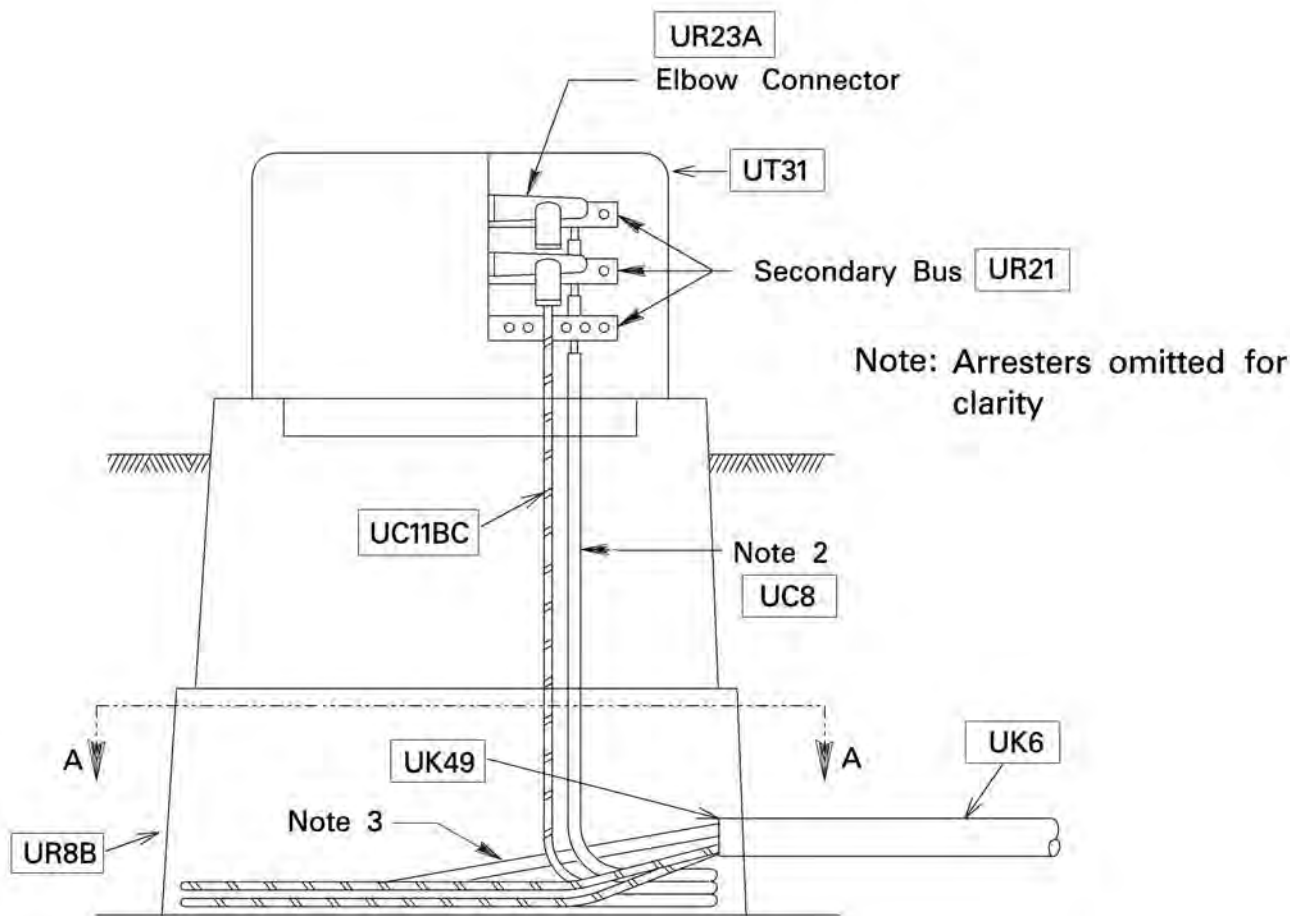 UR23A
Elbow Connector
UT31
Secondary Bus UR21
Note: Arresters omitted for
clarity
UC11BC
Note 2
UC8
A
A
UK49
UK6
Note 3
UR8B